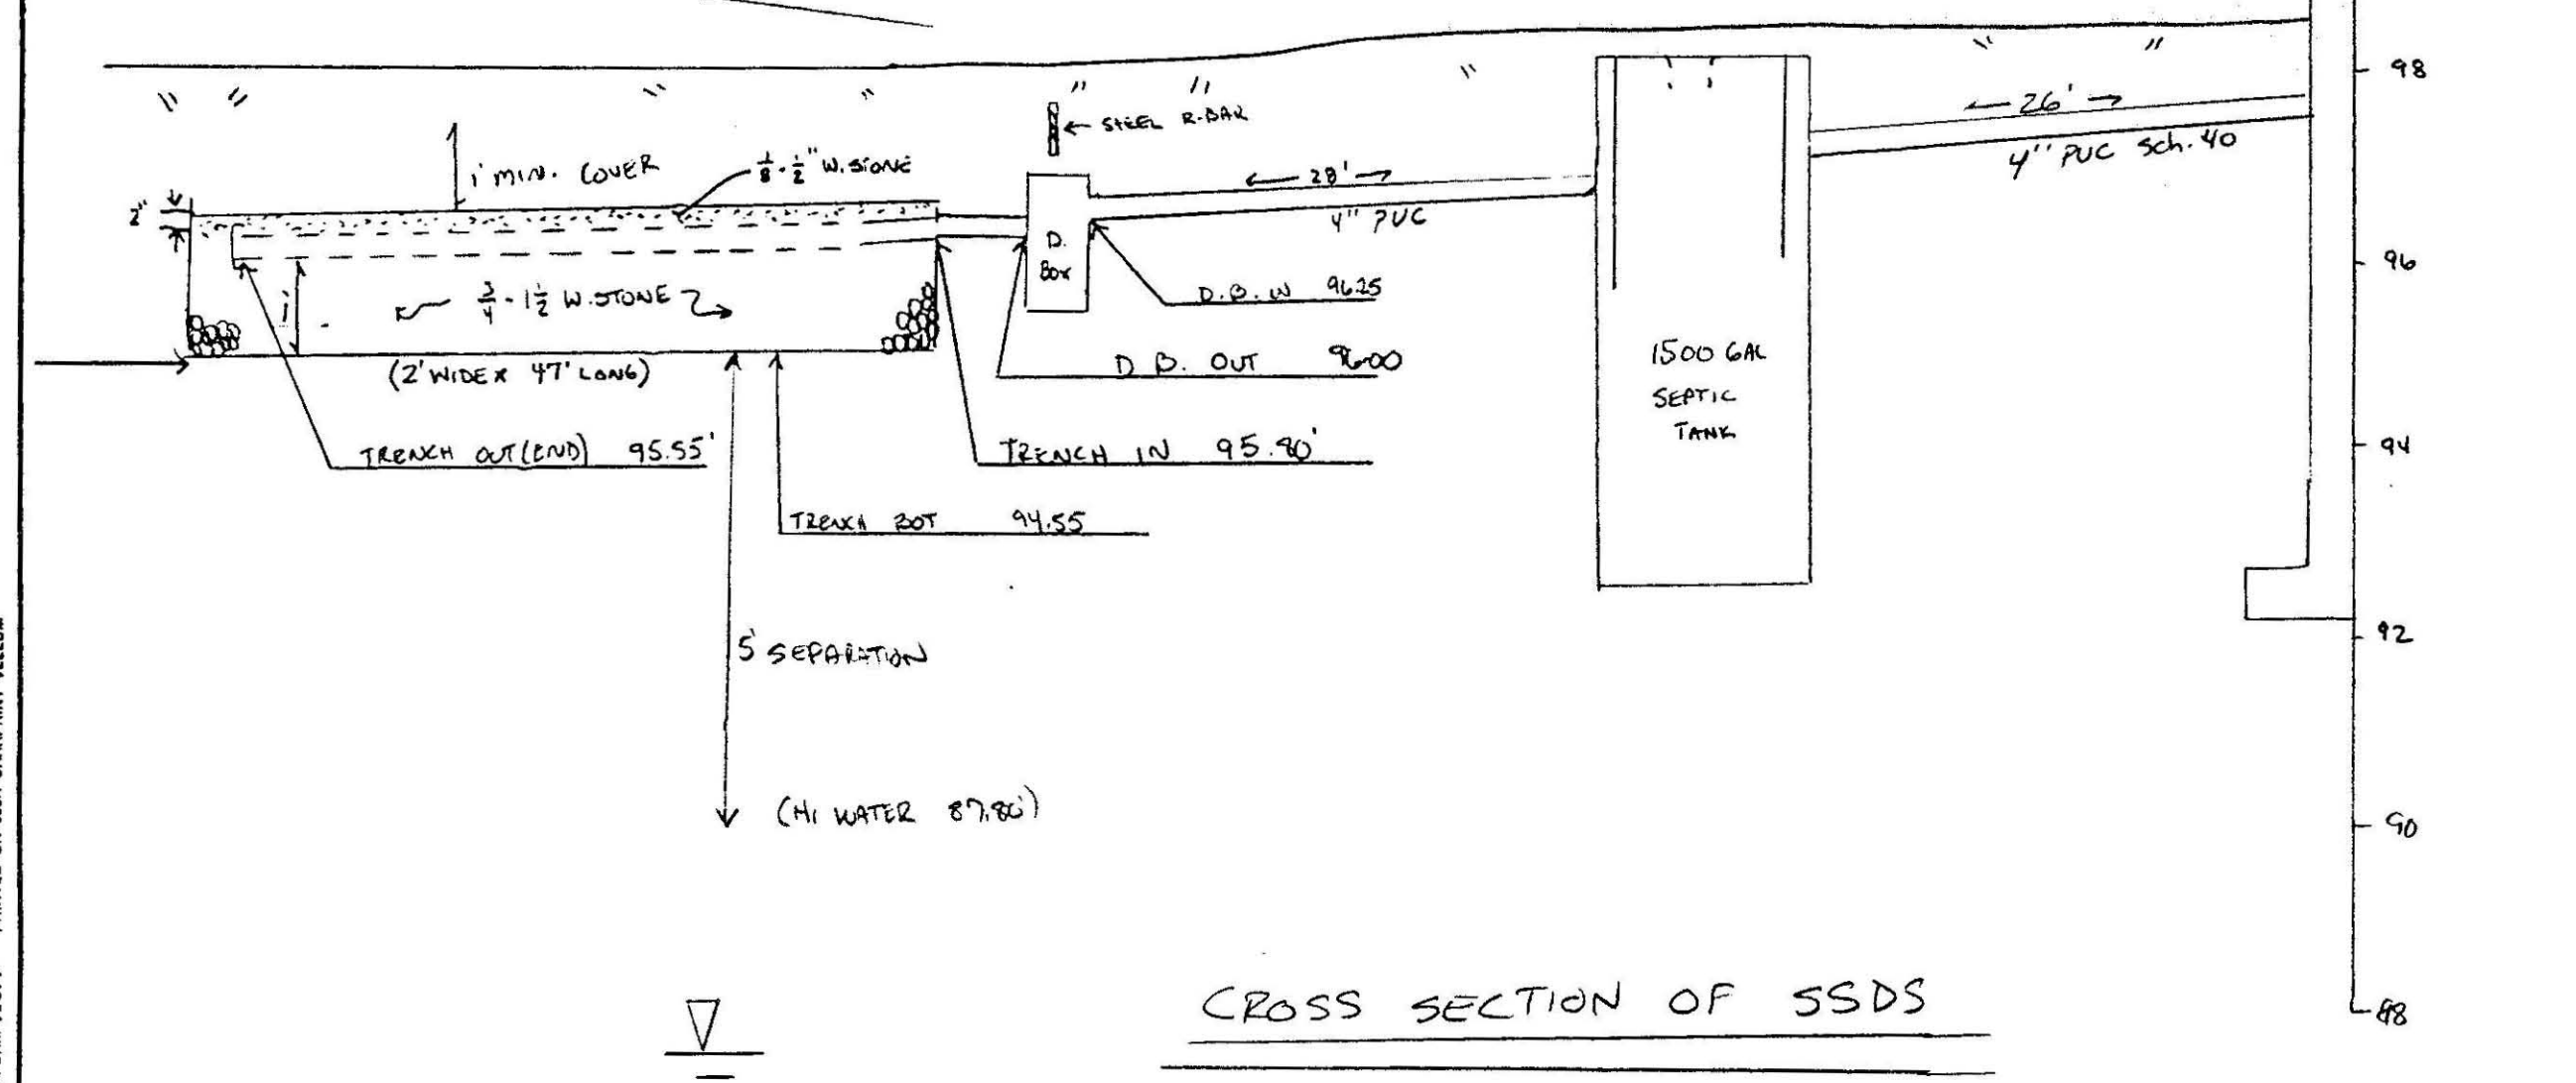 98
26'
4" PVC Sch. 40
STEEL R-BAR
1' MIN. COVER
1/8 - 1/2" W. STONE
2"
28'
4" PVC
D. BOX
96
1'
3/4 - 1 1/2 W. STONE
D.B. IN 96.25
(2' WIDE X 47' LONG)
D B. OUT 96.00
1500 GAL
SEPTIC
TANK
TRENCH OUT (END) 95.55'
TRENCH IN 95.80'
94
TRENCH BOT 94.55
92
5' SEPARATION
(HI WATER 87.80')
90
CROSS SECTION OF SSDS
88